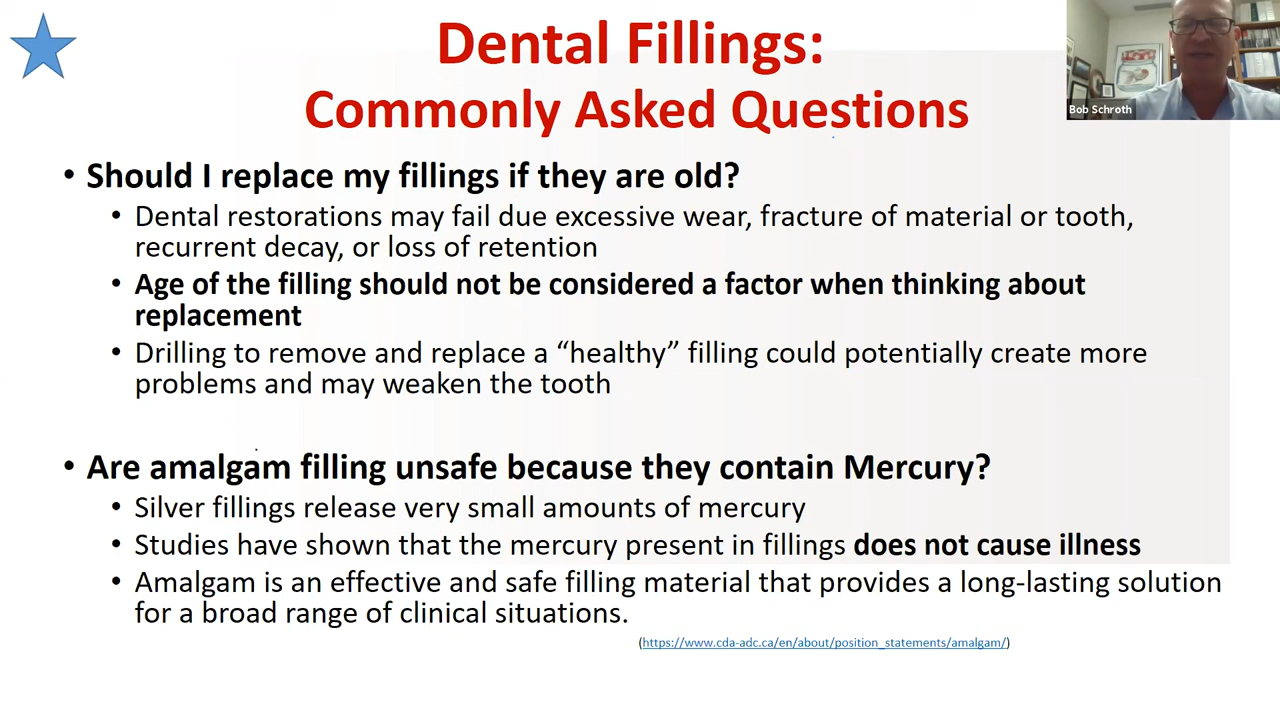 Dental Fillings:
Commonly Asked Questions
Bob Schroth
• Should I replace my fillings if they are old?
• Dental restorations may fail due excessive wear, fracture of material or tooth,
recurrent decay, or loss of retention
• Age of the filling should not be considered a factor when thinking about
replacement
• Drilling to remove and replace a “healthy” filling could potentially create more
problems and may weaken the tooth
• Are amalgam filling unsafe because they contain Mercury?
• Silver fillings release very small amounts of mercury
• Studies have shown that the mercury present in fillings does not cause illness
• Amalgam is an effective and safe filling material that provides a long-lasting solution
for a broad range of clinical situations.
(https://www.cda-adc.ca/en/about/position_statements/amalgam/)